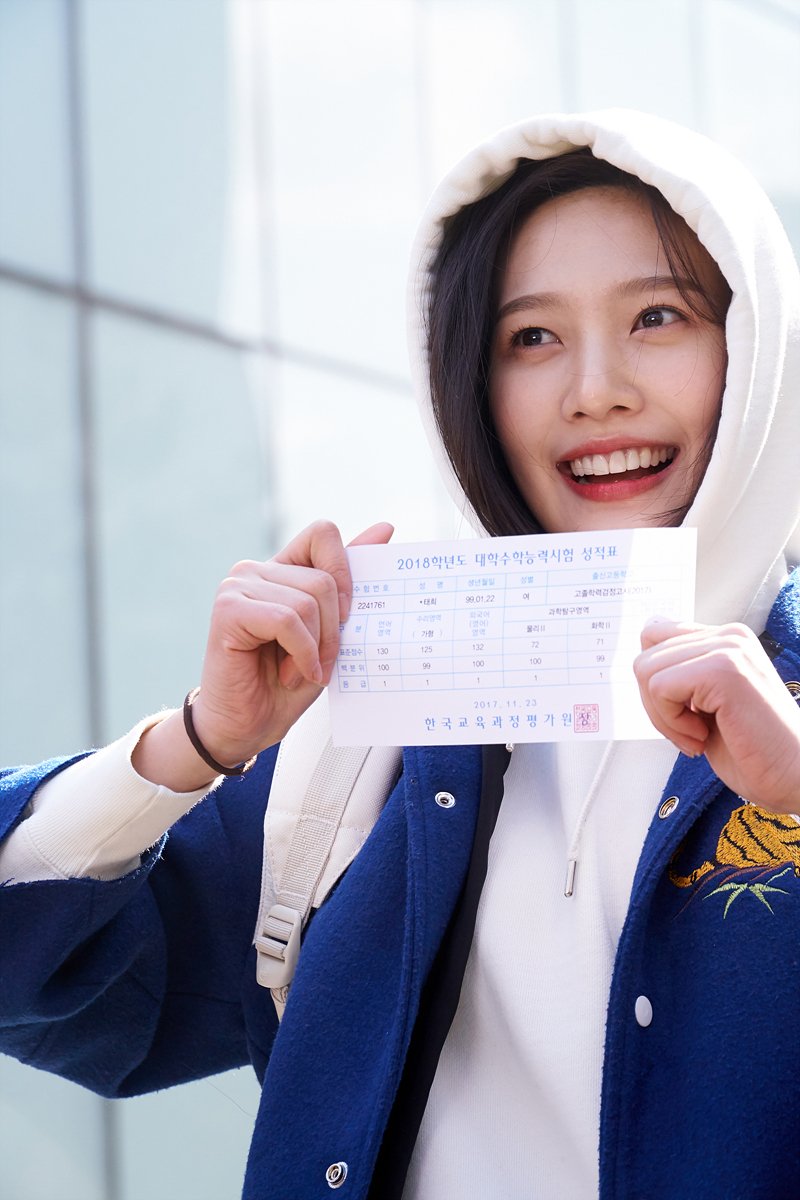 2018학년도 대학수학능력시험 성적표
수험번호 성 명 생년월일 성별 출신고등학교
2241761 •태희 99.01.22 여 고졸학력검정고시(2017)
구 분 언어영역 수리영역 (가형) 외국어(영어)영역 과학탐구영역
물리Ⅱ 화학Ⅱ
표준점수 130 125 132 72 71
백분위 100 99 100 100 99
등급 1 1 1 1 1
2017. 11. 23
한국교육과정평가원장